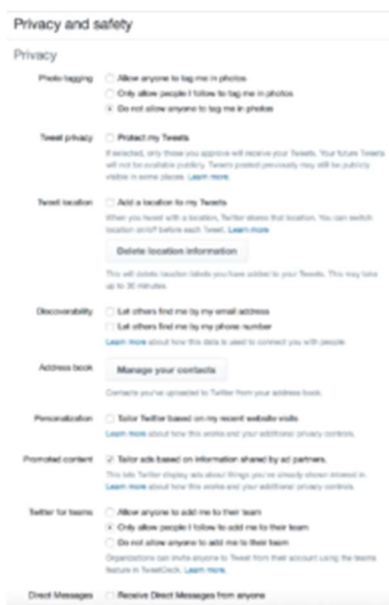 Privacy and safety
Privacy
Photo tagging
Allow anyone to tag me in photos
Only allow people I follow to tag me in photos
Do not allow anyone to tag me in photos
Tweet privacy
Protect my Tweets
If selected, only those you approve will receive your Tweets. Your future Tweets
will not be available publicly. Tweets posted previously may still be publicly
visible in some places. Learn more.
Tweet location
Add a location to my Tweets
When you tweet with a location, Twitter stores that location. You can switch
location on/off before each Tweet. Learn more
Delete location information
This will delete location labels you have added to your Tweets. This may take
up to 30 minutes.
Discoverability
Let others find me by my email address
Let others find me by my phone number
Learn more about how this data is used to connect you with people.
Address book
Manage your contacts
Contacts you've uploaded to Twitter from your address book.
Personalization
Tailor Twitter based on my recent website visits
Learn more about how this works and your additional privacy controls.
Promoted content
Tailor ads based on information shared by ad partners.
This lets Twitter display ads about things you've already shown interest in.
Learn more about how this works and your additional privacy controls.
Twitter for teams
Allow anyone to add me to their team
Only allow people I follow to add me to their team
Do not allow anyone to add me to their team
Organizations can invite anyone to Tweet from their account using the teams
feature in TweetDeck. Learn more.
Direct Messages
Receive Direct Messages from anyone